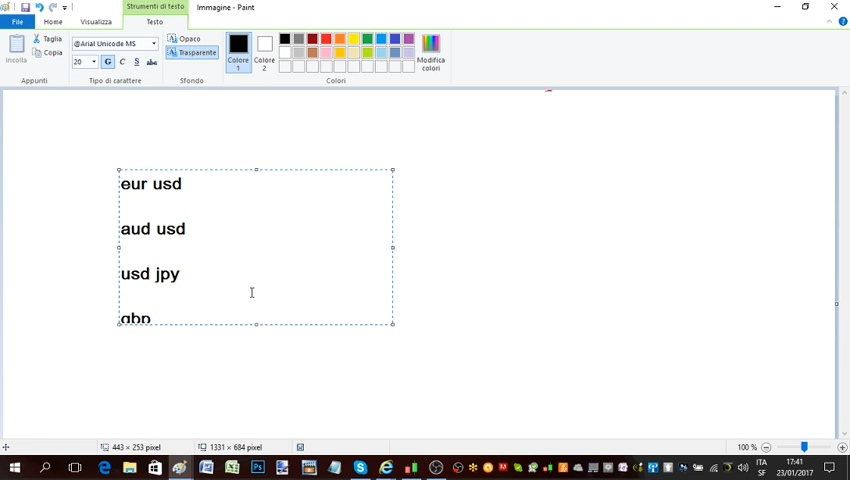 Strumenti di testo
Immagine - Paint
File
Home
Visualizza
Testo
Incolla
Taglia
Copia
Appunti
@Arial Unicode MS
20
G
C
S
abc
Tipo di carattere
Opaco
Trasparente
Sfondo
Colore 1
Colore 2
Modifica colori
Colori
eur usd
aud usd
usd jpy
gbp
443 × 253 pixel
1331 × 684 pixel
100 %
ITA
SF
17:41
23/01/2017